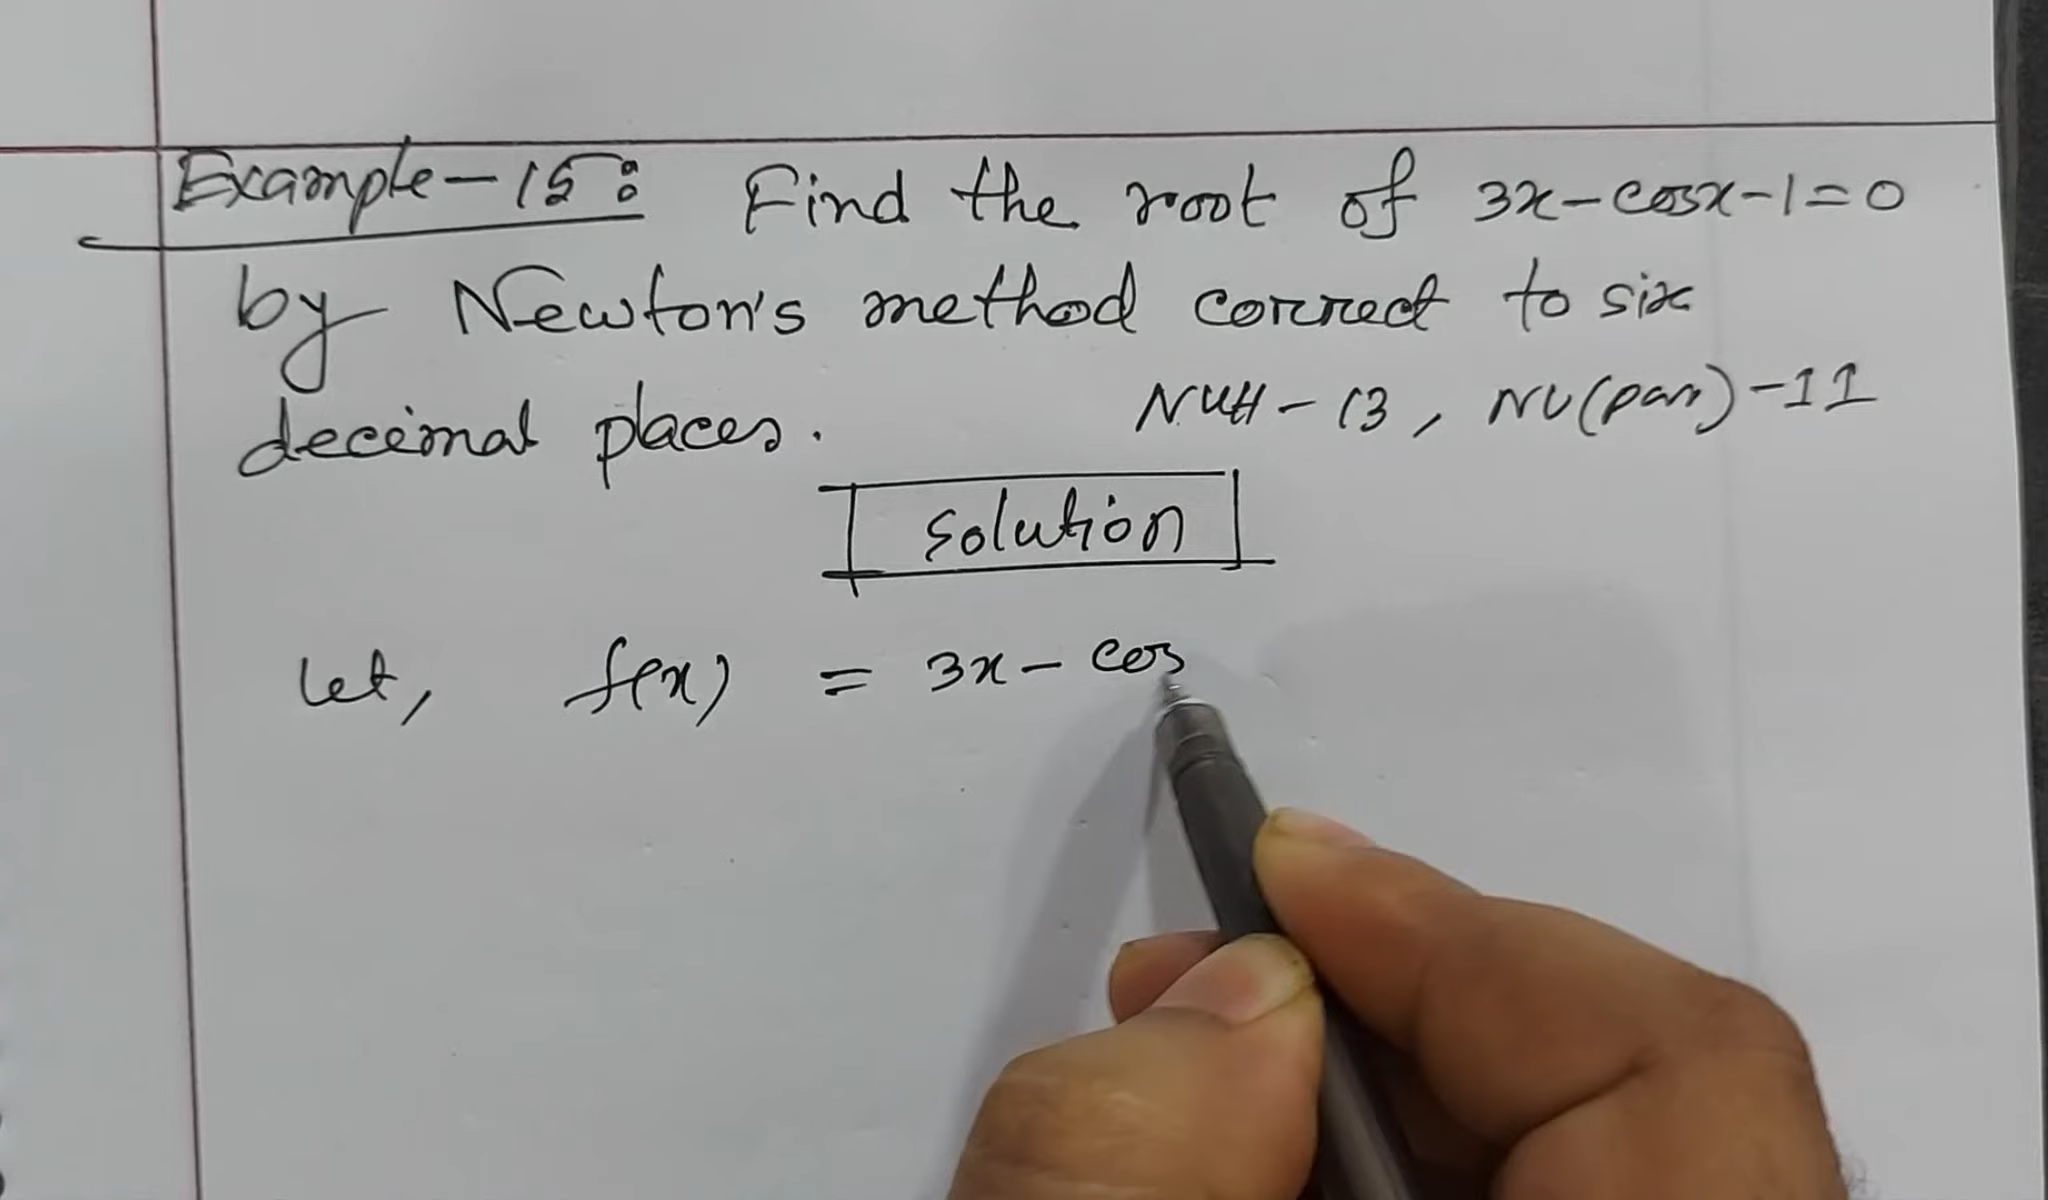 Example-15: Find the root of 3x-cosx-1=0
by Newton's method correct to six
decimal places. NUH-13, NU(pas)-11
Solution
Let, f(x) = 3x- cos